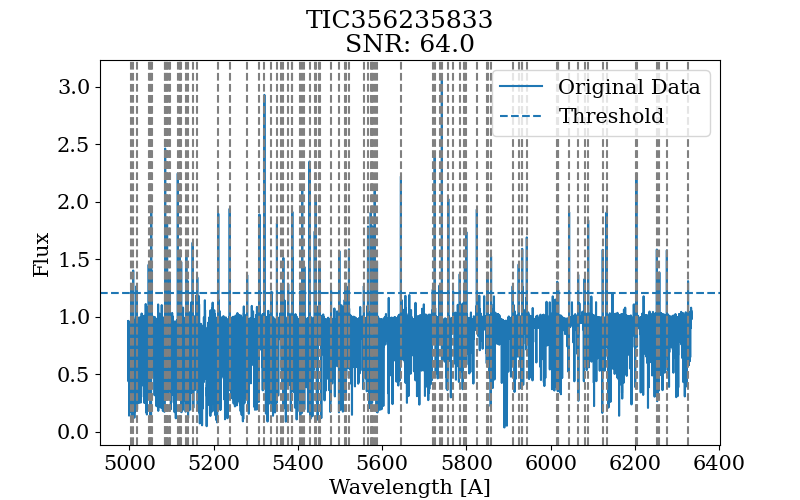 TIC356235833
SNR: 64.0
Original Data
Threshold
3.0
2.5
2.0
1.5
1.0
0.5
0.0
Flux
5000 5200 5400 5600 5800 6000 6200 6400
Wavelength [A]